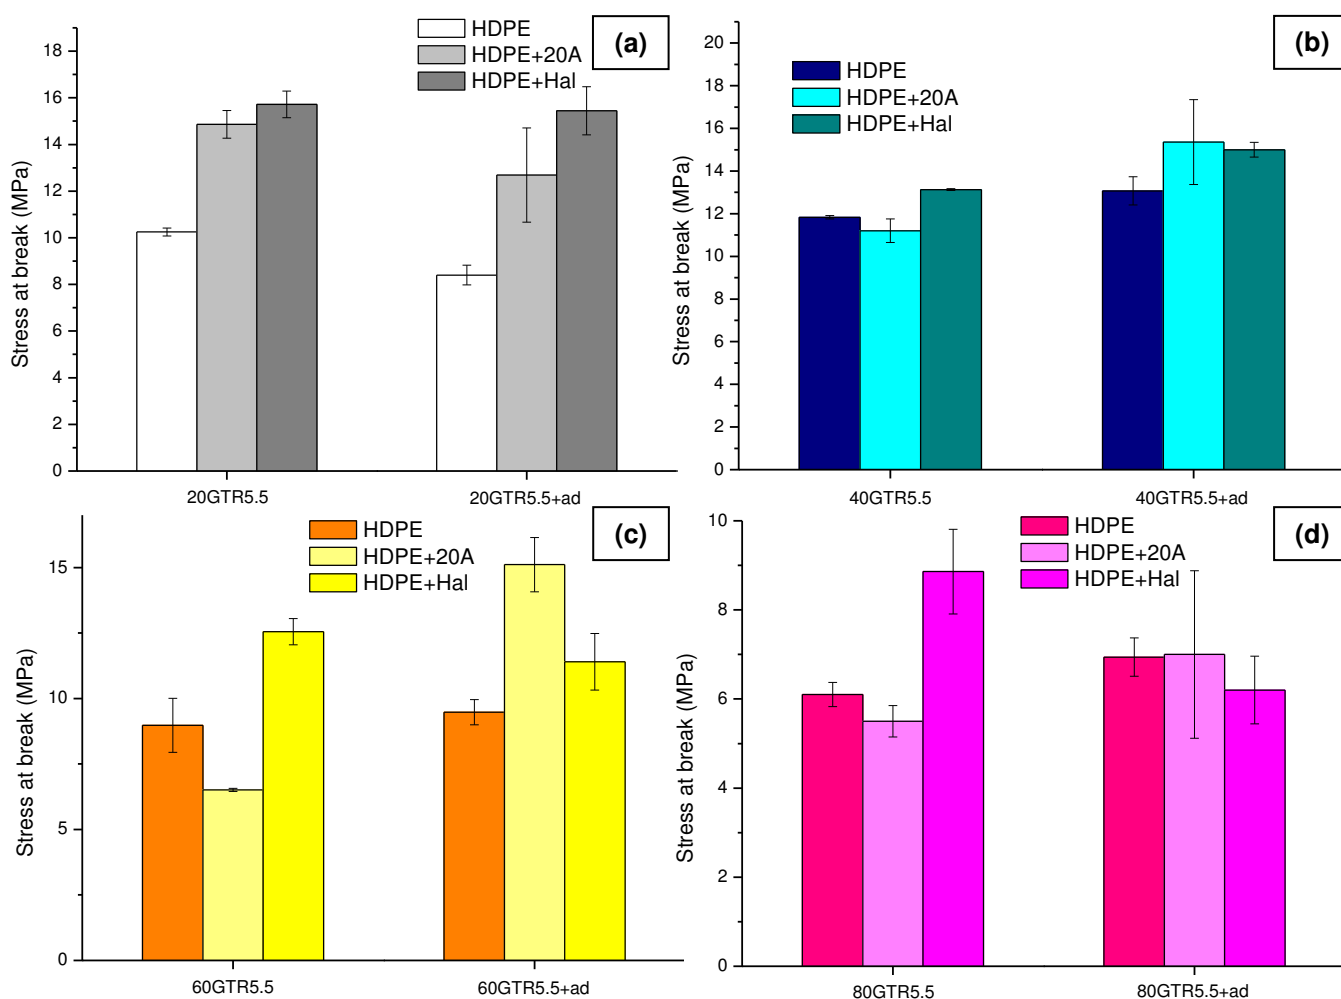 HDPE
HDPE+20A
HDPE+Hal
(a)
18
16
14
12
10
8
6
4
2
0
Stress at break (MPa)
20GTR5.5
20GTR5.5+ad
HDPE
HDPE+20A
HDPE+Hal
(b)
20
18
16
14
12
10
8
6
4
2
0
Stress at break (MPa)
40GTR5.5
40GTR5.5+ad
HDPE
HDPE+20A
HDPE+Hal
(c)
15
10
5
0
Stress at break (MPa)
60GTR5.5
60GTR5.5+ad
HDPE
HDPE+20A
HDPE+Hal
(d)
10
8
6
4
2
0
Stress at break (MPa)
80GTR5.5
80GTR5.5+ad